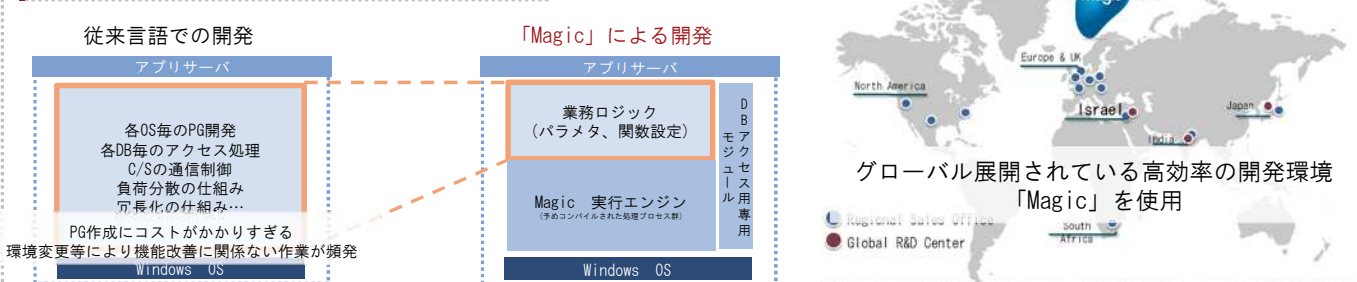 従来言語での開発
アプリサーバ
各OS毎のPG開発
各DB毎のアクセス処理
C/Sの通信制御
負荷分散の仕組み
冗長化の仕組み…
PG作成にコストがかかりすぎる
環境変更等により機能改善に関係ない作業が頻発
Windows OS
「Magic」による開発
アプリサーバ
業務ロジック
(パラメタ、関数設定)
Magic 実行エンジン
(予めコンパイルされた処理プロセス群)
DBアクセス用専用
モジュール
Windows OS
Europe & UK
North America
Israel
Japan
India
グローバル展開されている高効率の開発環境
「Magic」を使用
Regional Sales Office
Global R&D Center
South
Africa